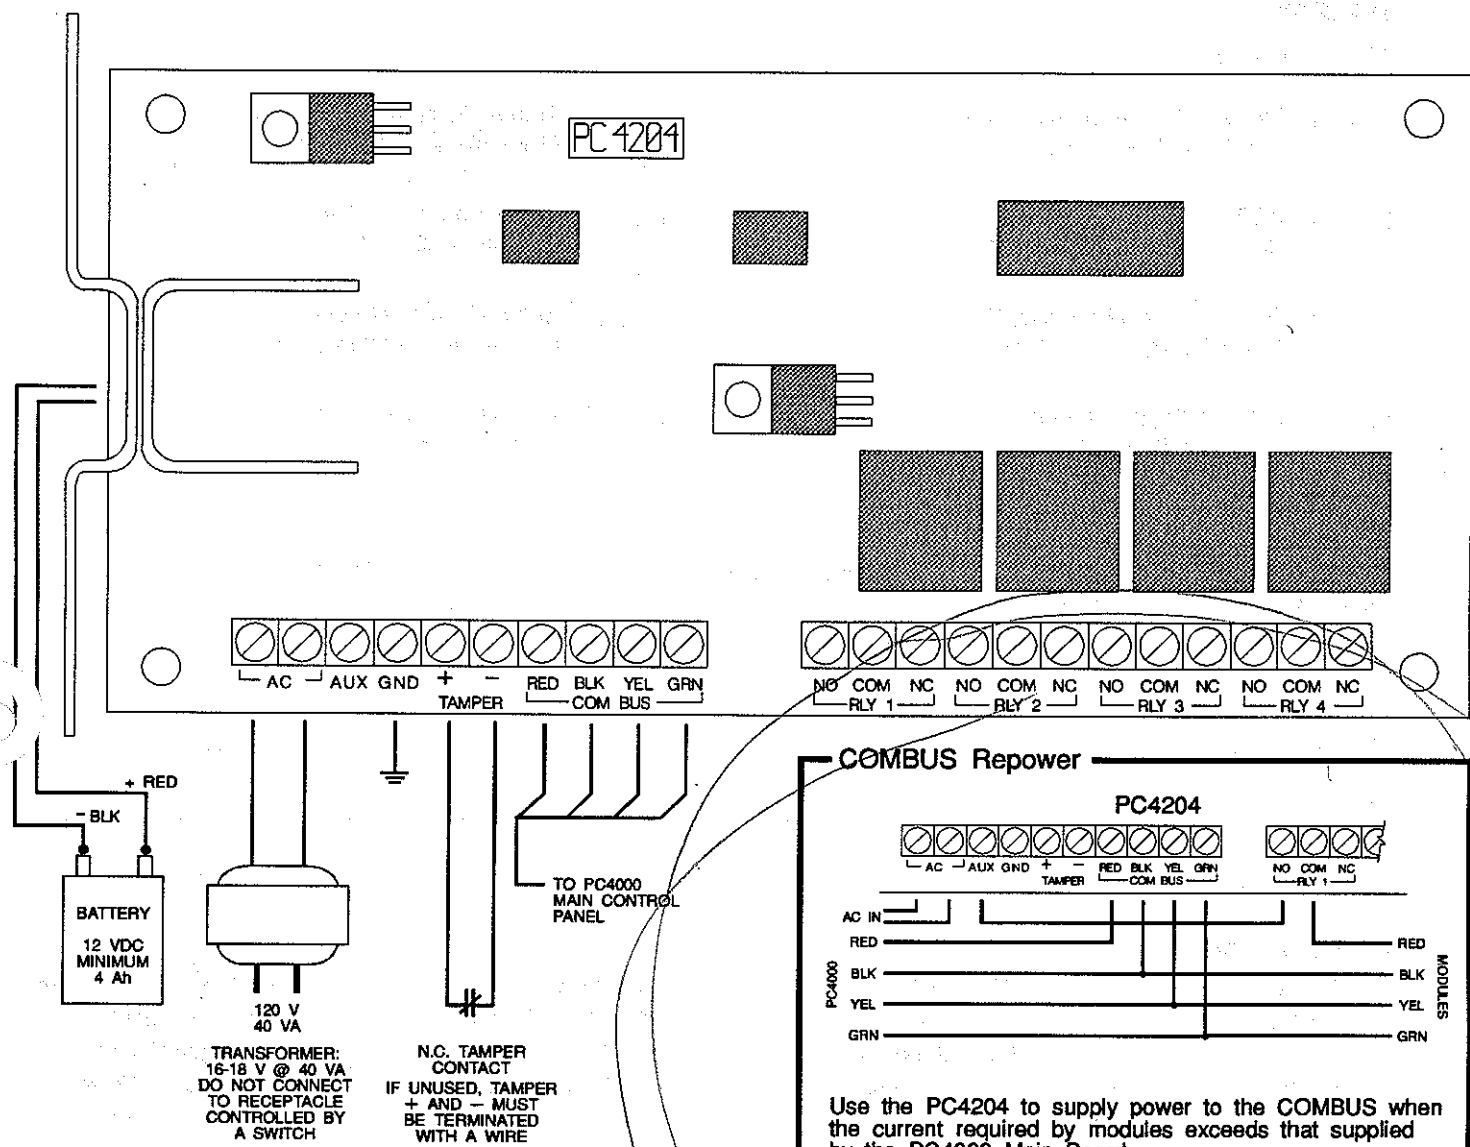 PC4204
AC AUX GND + - RED BLK YEL GRN
TAMPER COM BUS
NO COM NC NO COM NC NO COM NC NO COM NC
RLY 1 RLY 2 RLY 3 RLY 4
+ RED
- BLK
BATTERY
12 VDC
MINIMUM
4 Ah
120 V
40 VA
TRANSFORMER:
16-18 V @ 40 VA
DO NOT CONNECT
TO RECEPTACLE
CONTROLLED BY
A SWITCH
N.C. TAMPER
CONTACT
IF UNUSED, TAMPER
+ AND - MUST
BE TERMINATED
WITH A WIRE
TO PC4000
MAIN CONTROL
PANEL
COMBUS Repower
PC4204
AC AUX GND + - RED BLK YEL GRN NO COM NC
TAMPER COM BUS RLY 1
AC IN
RED RED
BLK BLK
YEL YEL
GRN GRN
PC4000
MODULES
Use the PC4204 to supply power to the COMBUS when
the current required by modules exceeds that supplied